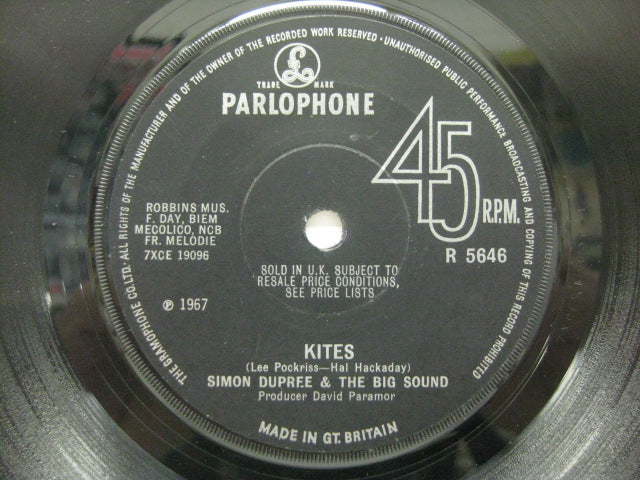 THE GRAMOPHONE CO. LTD. · ALL RIGHTS OF THE MANUFACTURER AND OF THE OWNER OF THE RECORDED WORK RESERVED · UNAUTHORISED PUBLIC PERFORMANCE BROADCASTING AND COPYING OF THIS RECORD PROHIBITED
£
TRADE MARK
PARLOPHONE
45 R.P.M.
ROBBINS MUS.
F. DAY, BIEM
MECOLICO, NCB
FR. MELODIE
7XCE 19096
R 5646
SOLD IN U.K. SUBJECT TO
RESALE PRICE CONDITIONS,
SEE PRICE LISTS
℗ 1967
KITES
(Lee Pockriss—Hal Hackaday)
SIMON DUPREE & THE BIG SOUND
Producer David Paramor
MADE IN GT. BRITAIN